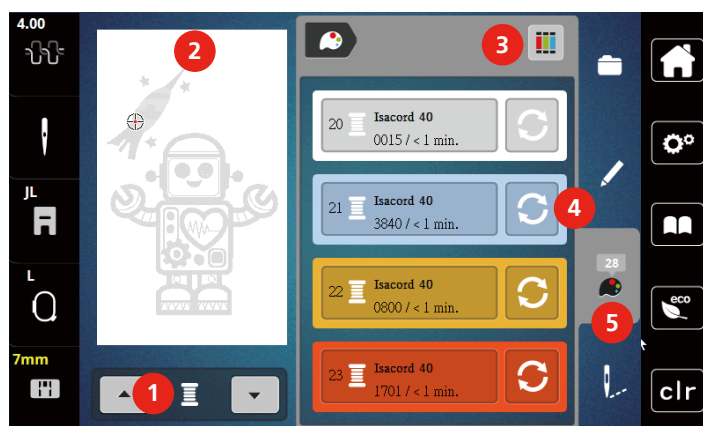 4.00
2
3
20 Isacord 40
0015 / < 1 min.
JL
21 Isacord 40
3840 / < 1 min.
4
28
L
22 Isacord 40
0800 / < 1 min.
eco
5
7mm
23 Isacord 40
1701 / < 1 min.
1
clr